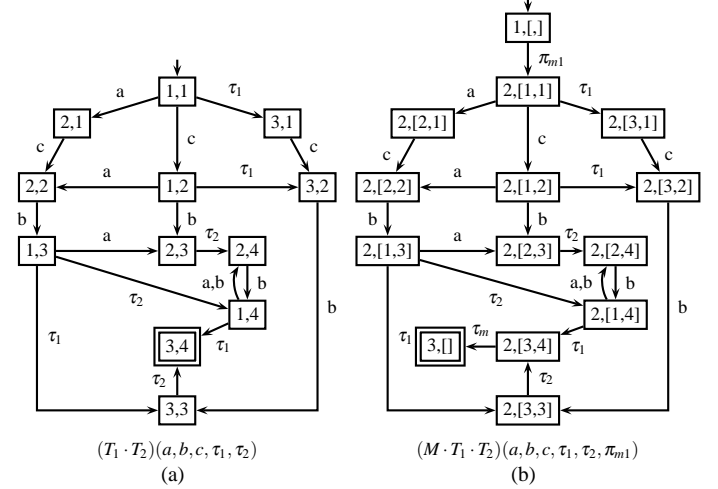 1,[,]
π_{m1}
1,1
a
τ₁
2,1
3,1
c
c
c
2,2
a
1,2
τ₁
3,2
b
b
1,3
a
2,3
τ₂
2,4
a,b
b
τ₂
1,4
b
τ₁
τ₁
3,4
τ₂
3,3
(T₁ · T₂)(a, b, c, τ₁, τ₂)
(a)
2,[1,1]
a
τ₁
2,[2,1]
2,[3,1]
c
c
c
2,[2,2]
a
2,[1,2]
τ₁
2,[3,2]
b
b
2,[1,3]
a
2,[2,3]
τ₂
2,[2,4]
a,b
b
τ₂
2,[1,4]
b
τ₁
3,[]
τₘ
2,[3,4]
τ₁
τ₂
2,[3,3]
(M · T₁ · T₂)(a, b, c, τ₁, τ₂, π_{m1})
(b)